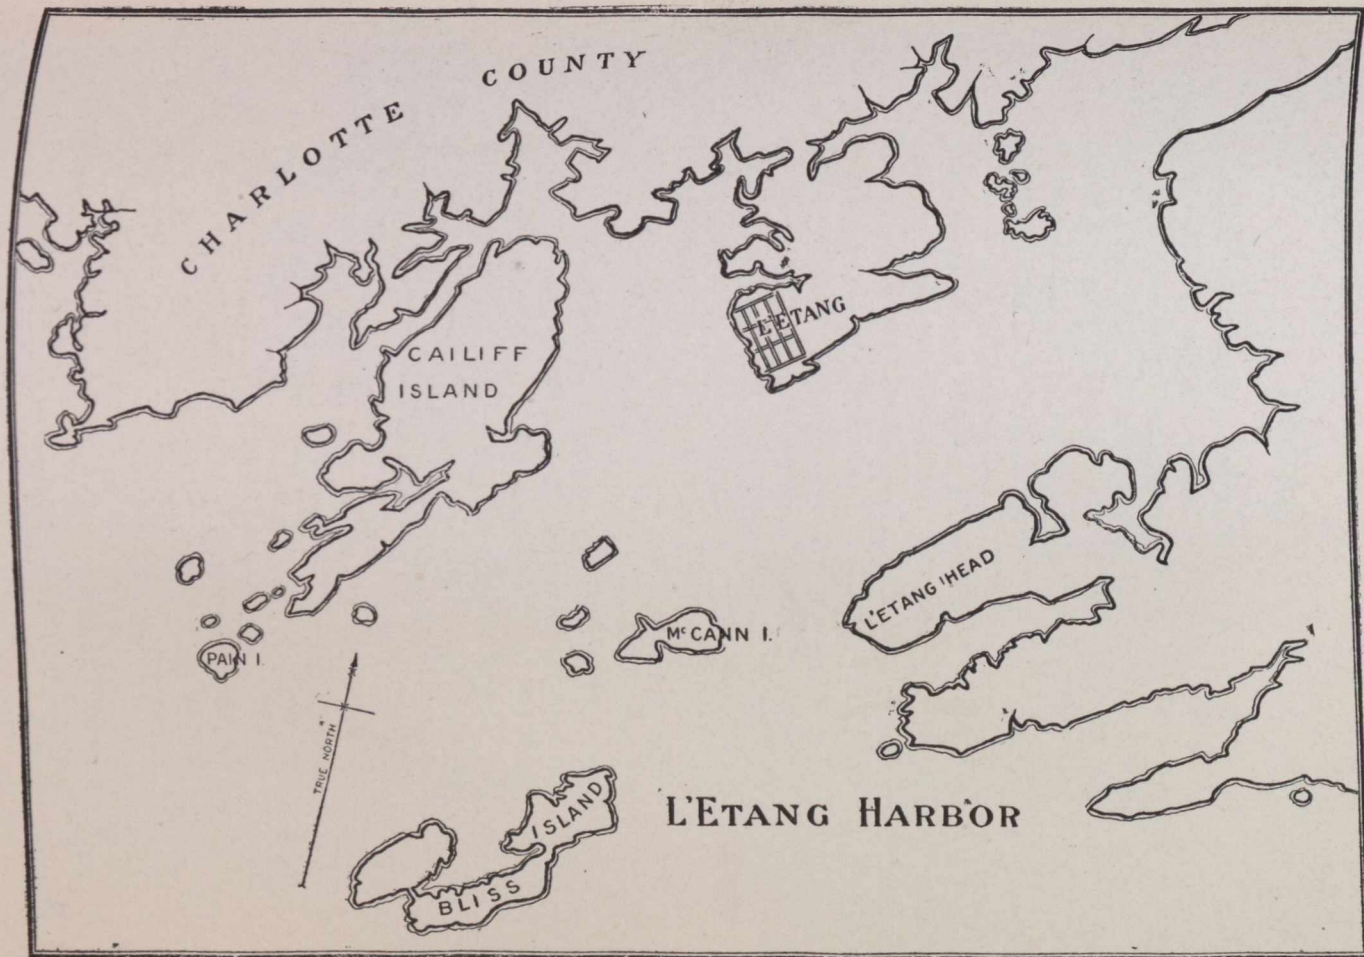 CHARLOTTE COUNTY
L'ETANG
CAILIFF
ISLAND
L'ETANG HEAD
McCANN I.
PAIN I.
TRUE NORTH
L'ETANG HARBOR
BLISS ISLAND